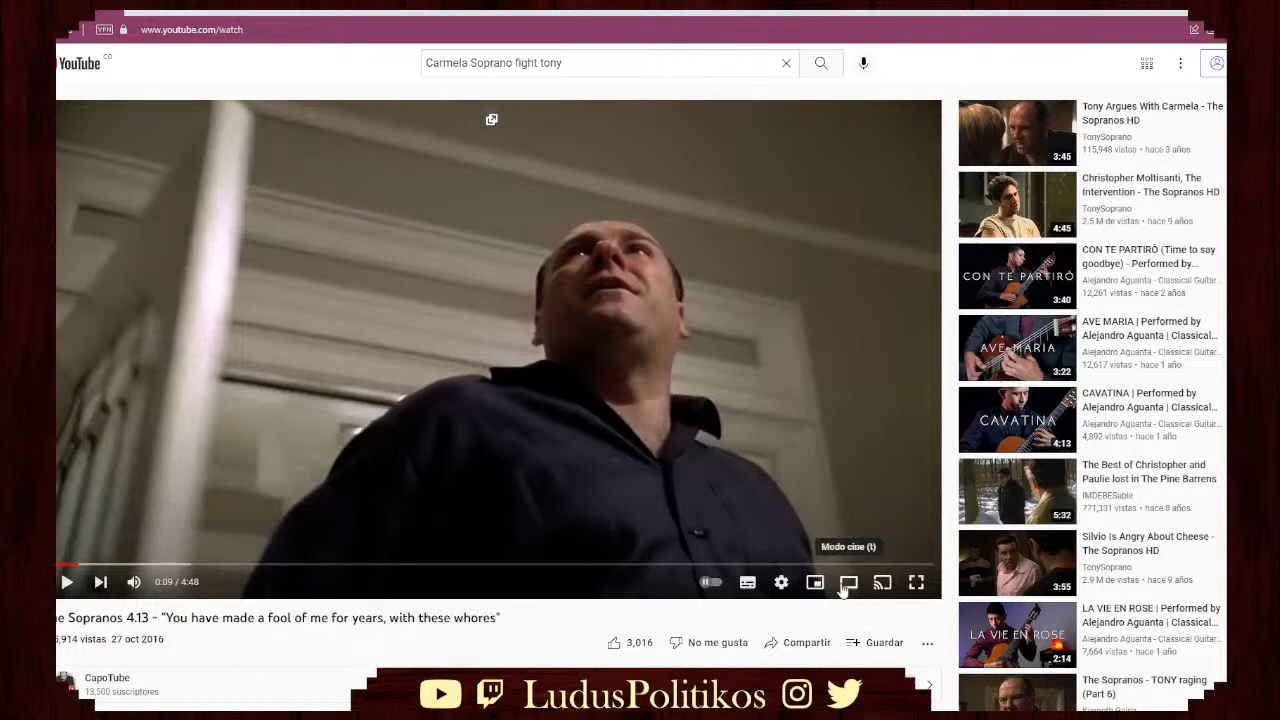 VPN
www.youtube.com/watch
YouTube CO
Carmela Soprano fight tony
Tony Argues With Carmela - The
Sopranos HD
TonySoprano
115,948 vistas • hace 3 años
3:45
Christopher Moltisanti, The
Intervention - The Sopranos HD
TonySoprano
2.5 M de vistas • hace 9 años
4:45
CON TE PARTIRÒ
3:40
CON TE PARTIRÒ (Time to say
goodbye) - Performed by...
Alejandro Aguanta - Classical Guitar...
12,261 vistas • hace 2 años
AVE MARIA
3:22
AVE MARIA | Performed by
Alejandro Aguanta | Classical...
Alejandro Aguanta - Classical Guitar...
12,617 vistas • hace 1 año
CAVATINA
4:13
CAVATINA | Performed by
Alejandro Aguanta | Classical...
Alejandro Aguanta - Classical Guitar...
4,892 vistas • hace 1 año
The Best of Christopher and
Paulie lost in The Pine Barrens
IMDEBESable
771,331 vistas • hace 8 años
5:32
Silvio Is Angry About Cheese -
The Sopranos HD
TonySoprano
2.9 M de vistas • hace 9 años
3:55
LA VIE EN ROSE
2:14
LA VIE EN ROSE | Performed by
Alejandro Aguanta | Classical...
Alejandro Aguanta - Classical Guitar...
7,664 vistas • hace 1 año
The Sopranos - TONY raging
(Part 6)
Modo cine (t)
0:09 / 4:48
e Sopranos 4.13 - "You have made a fool of me for years, with these whores"
5,914 vistas 27 oct 2016
3,016
No me gusta
Compartir
Guardar
CapoTube
13,500 suscriptores
LudusPolitikos